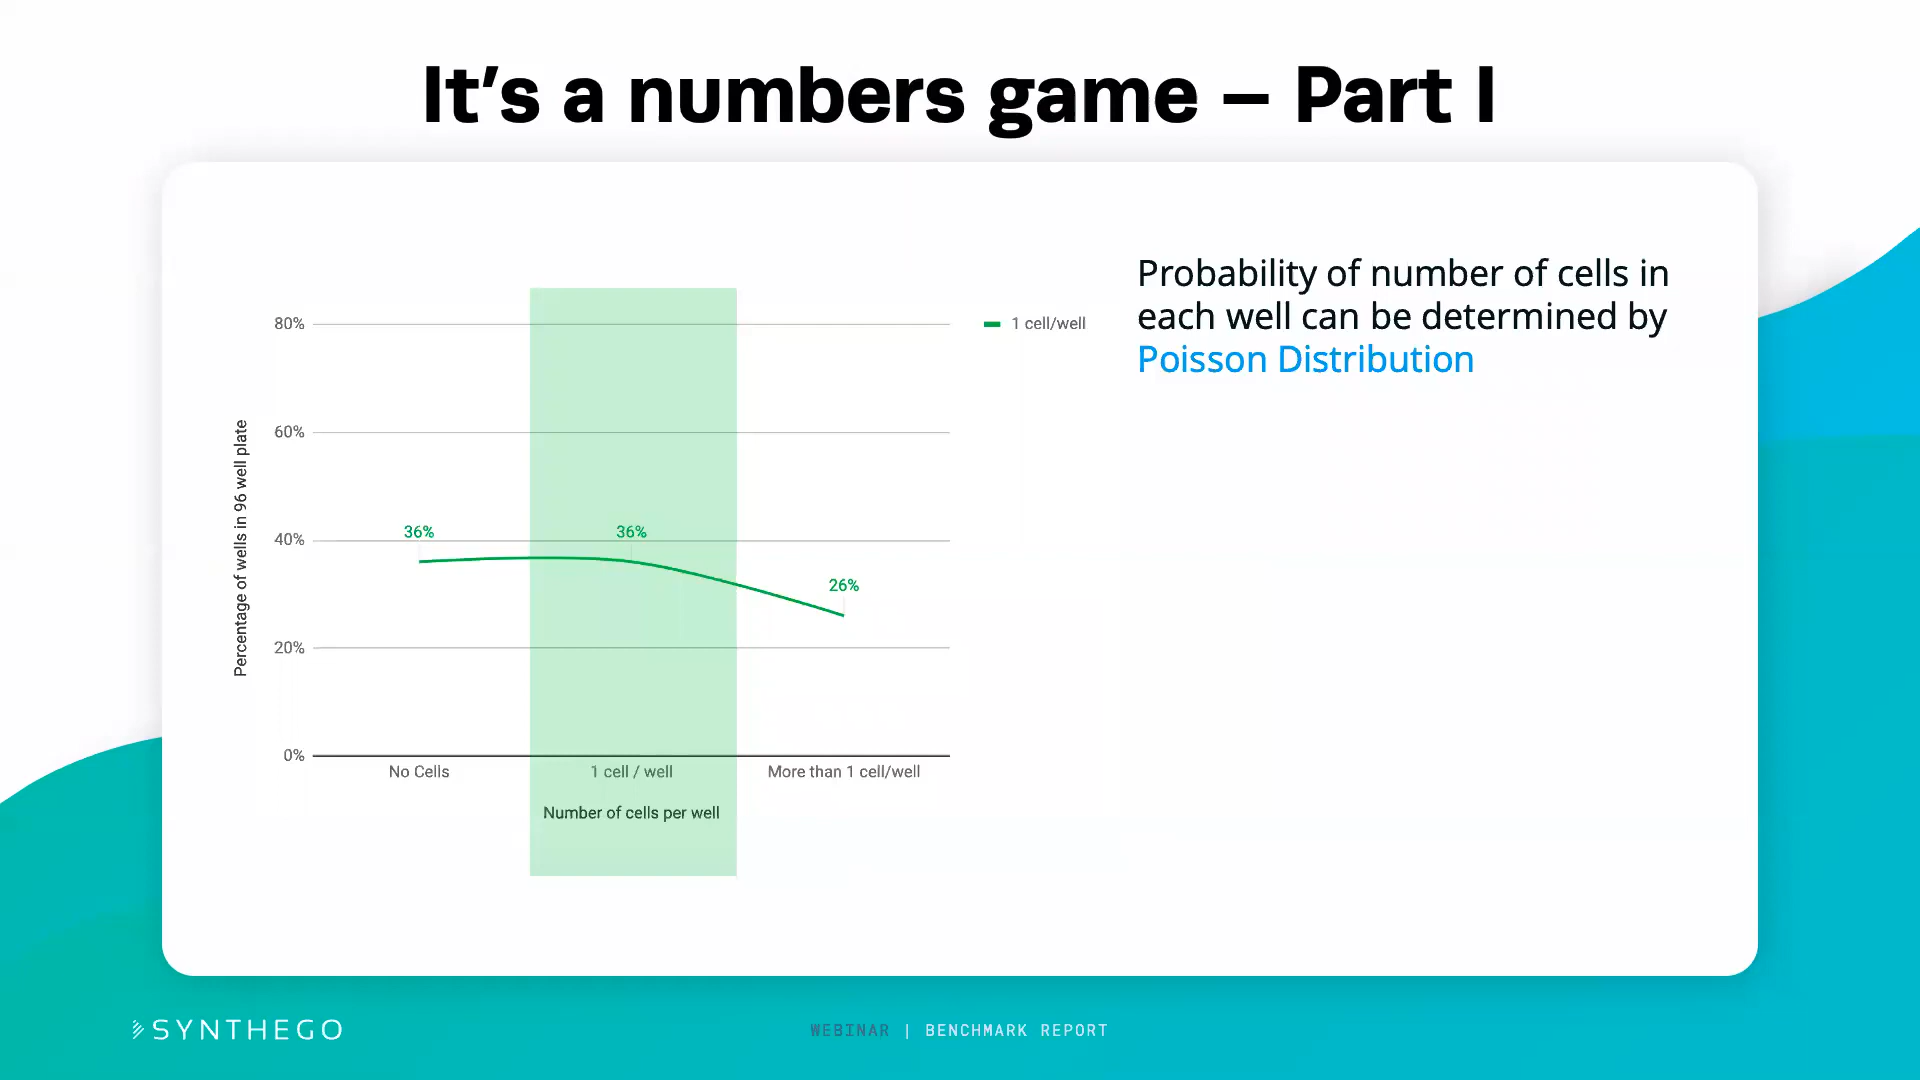 It's a numbers game – Part I
Probability of number of cells in
each well can be determined by
Poisson Distribution
1 cell/well
Percentage of wells in 96 well plate
80%
60%
40%
20%
0%
36%
36%
26%
No Cells
1 cell / well
More than 1 cell/well
Number of cells per well
SYNTHEGO
WEBINAR | BENCHMARK REPORT